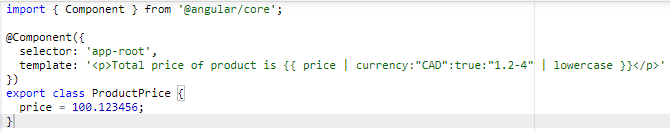 import { Component } from '@angular/core';
@Component({
selector: 'app-root',
template: '<p>Total price of product is {{ price | currency:"CAD":true:"1.2-4" | lowercase }}</p>'
})
export class ProductPrice {
price = 100.123456;
}